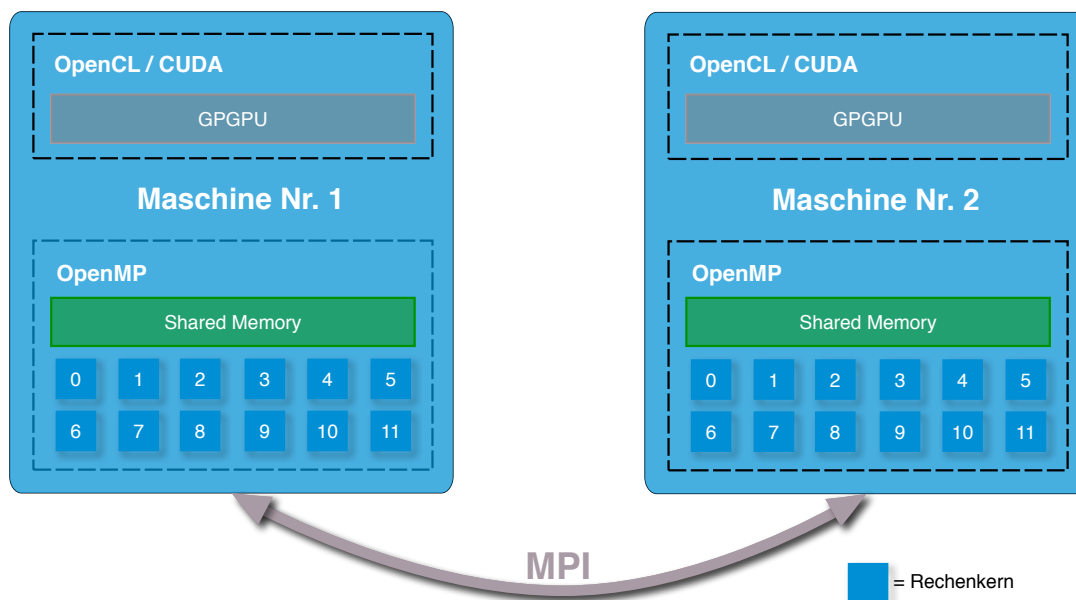 OpenCL / CUDA
GPGPU
Maschine Nr. 1
OpenMP
Shared Memory
0 1 2 3 4 5
6 7 8 9 10 11
OpenCL / CUDA
GPGPU
Maschine Nr. 2
OpenMP
Shared Memory
0 1 2 3 4 5
6 7 8 9 10 11
MPI
= Rechenkern